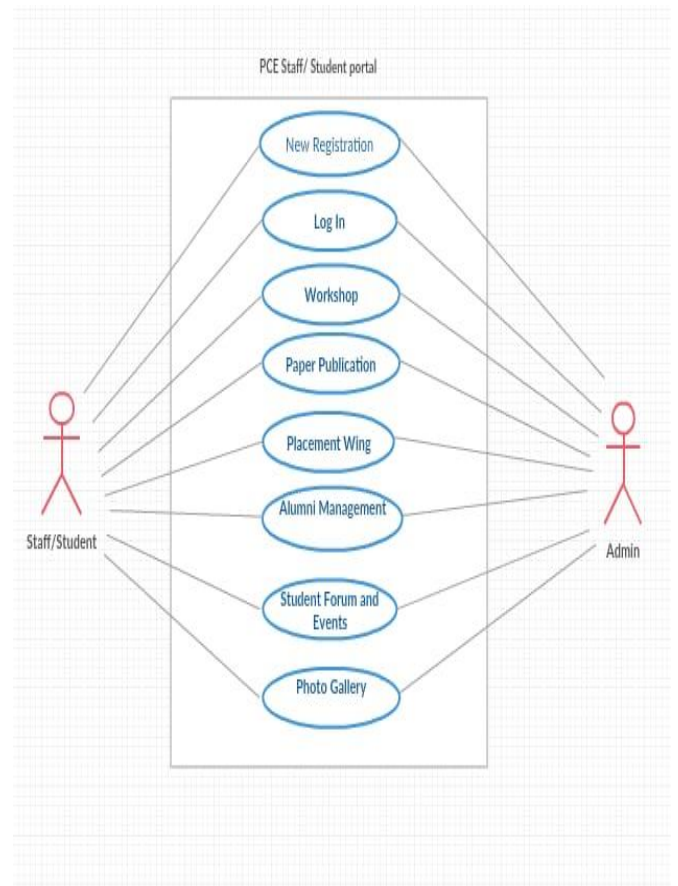 PCE Staff/ Student portal
New Registration
Log In
Workshop
Paper Publication
Placement Wing
Alumni Management
Student Forum and
Events
Photo Gallery
Staff/Student
Admin